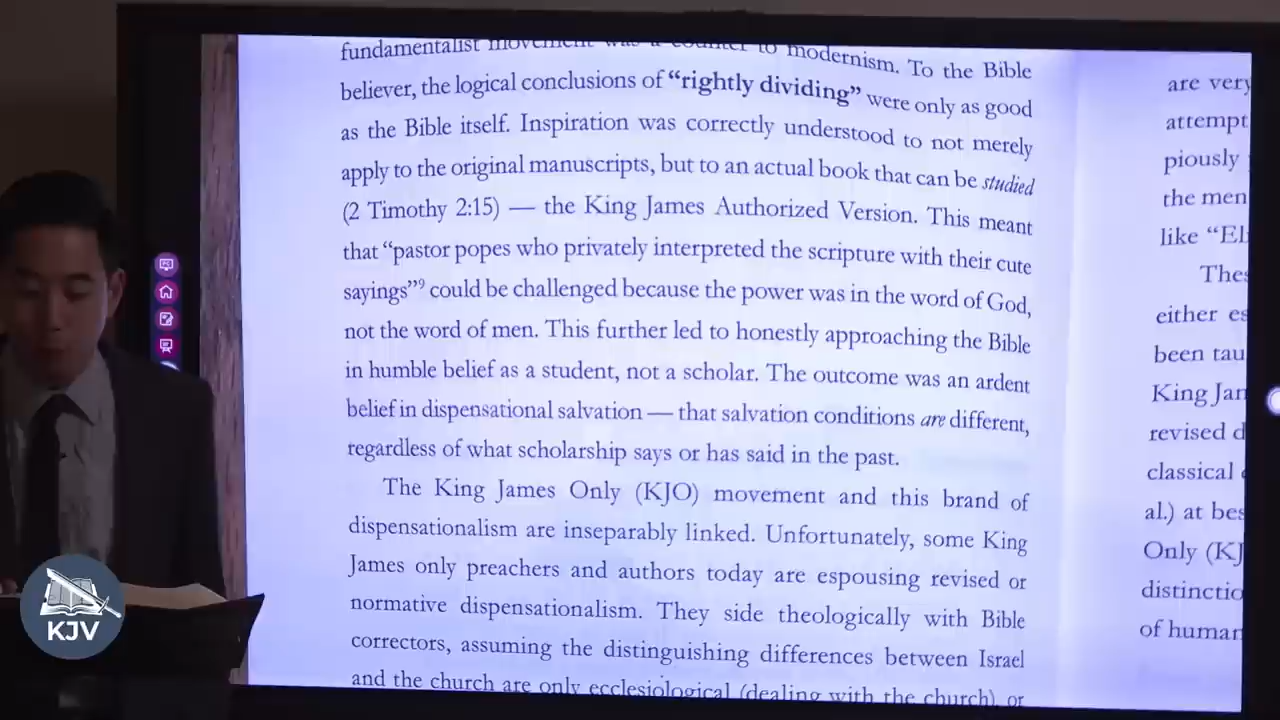 fundamentalist movement was a counter to modernism. To the Bible
believer, the logical conclusions of “rightly dividing” were only as good
as the Bible itself. Inspiration was correctly understood to not merely
apply to the original manuscripts, but to an actual book that can be studied
(2 Timothy 2:15) — the King James Authorized Version. This meant
that “pastor popes who privately interpreted the scripture with their cute
sayings”⁹ could be challenged because the power was in the word of God,
not the word of men. This further led to honestly approaching the Bible
in humble belief as a student, not a scholar. The outcome was an ardent
belief in dispensational salvation — that salvation conditions are different,
regardless of what scholarship says or has said in the past.
The King James Only (KJO) movement and this brand of
dispensationalism are inseparably linked. Unfortunately, some King
James only preachers and authors today are espousing revised or
normative dispensationalism. They side theologically with Bible
correctors, assuming the distinguishing differences between Israel
and the church are only ecclesiological (dealing with the church) or
are very
attempt
piously
the men
like “El
Thes
either es
been tau
King Jan
revised d
classical
al.) at bes
Only (KJ
distinctio
of human
KJV